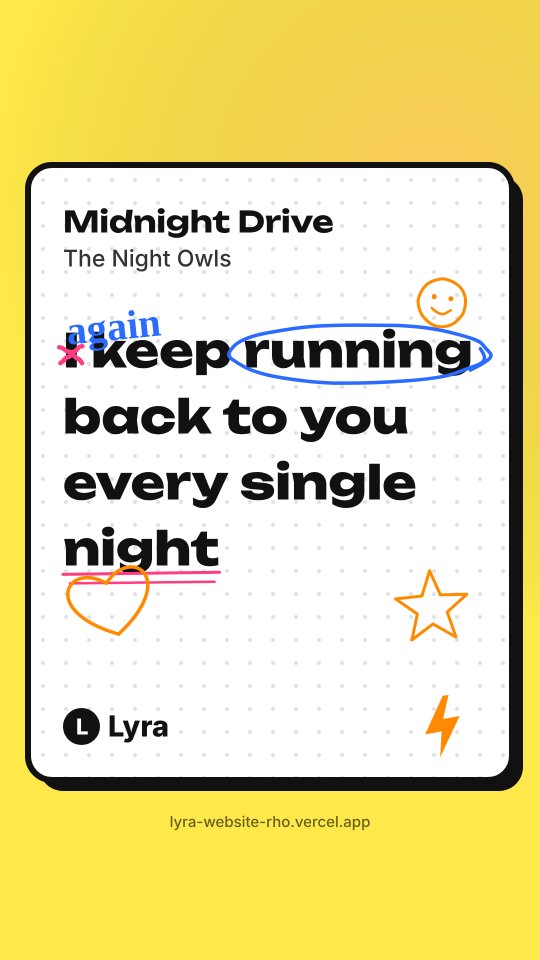 Midnight Drive
The Night Owls
again
I keep running
back to you
every single
night
L Lyra
lyra-website-rho.vercel.app